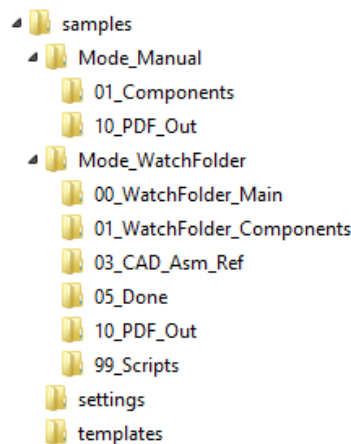 samples
Mode_Manual
01_Components
10_PDF_Out
Mode_WatchFolder
00_WatchFolder_Main
01_WatchFolder_Components
03_CAD_Asm_Ref
05_Done
10_PDF_Out
99_Scripts
settings
templates